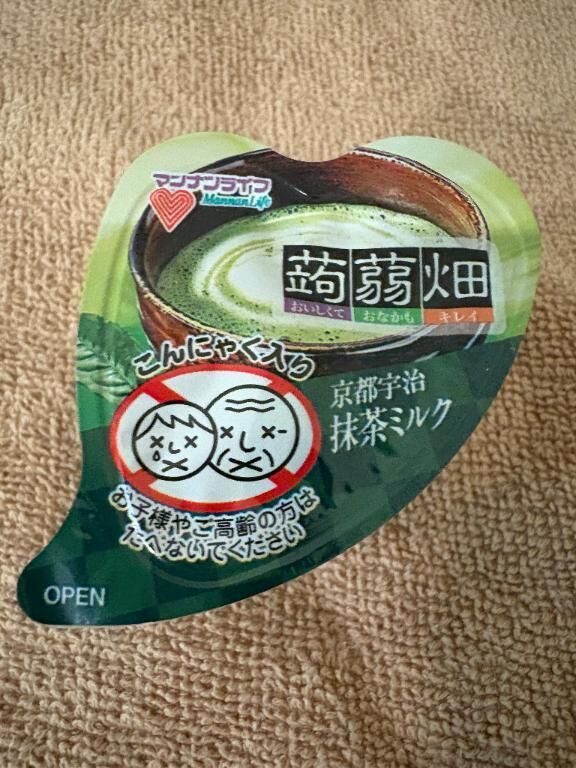 マンナンライフ
MannanLife
蒟蒻畑
おいしくて おなかも キレイ
こんにゃく入り
京都宇治
抹茶ミルク
お子様やご高齢の方は
たべないでください
OPEN